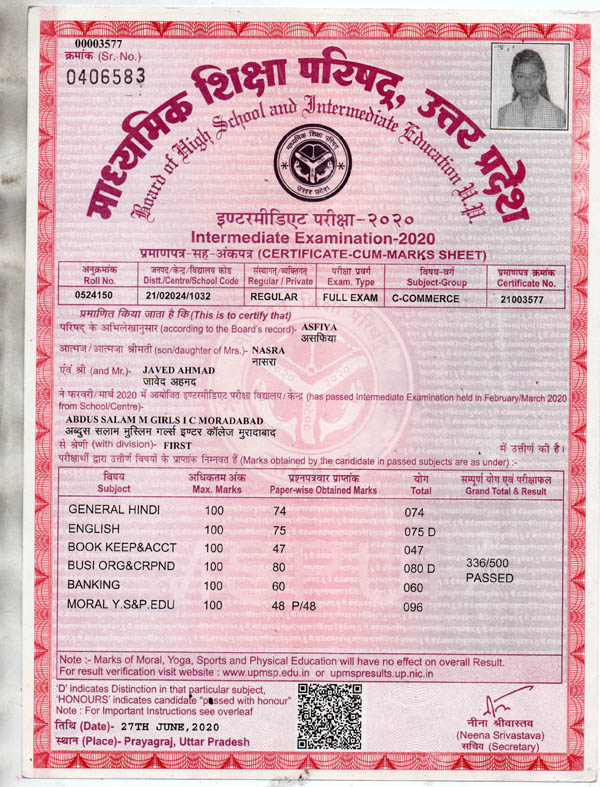 00003577
क्रमांक (Sr. No.)
0406583
माध्यमिक शिक्षा परिषद्, उत्तर प्रदेश
Board of High School and Intermediate Education U.P.
माध्यमिक शिक्षा परिषद्
उत्तर प्रदेश
इण्टरमीडिएट परीक्षा-२०२०
Intermediate Examination-2020
प्रमाणपत्र-सह-अंकपत्र (CERTIFICATE-CUM-MARKS SHEET)
अनुक्रमांक जनपद/केन्द्र/विद्यालय कोड संस्थागत/व्यक्तिगत परीक्षा प्रवर्ग विषय-वर्ग प्रमाणपत्र क्रमांक
Roll No. Distt./Centre/School Code Regular / Private Exam. Type Subject-Group Certificate No.
0524150 21/02024/1032 REGULAR FULL EXAM C-COMMERCE 21003577
प्रमाणित किया जाता है कि(This is to certify that)
परिषद् के अभिलेखानुसार (according to the Board's record)- ASFIYA
असफिया
आत्मज/आत्मजा श्रीमती (son/daughter of Mrs.)- NASRA
नासरा
एंव श्री (and Mr.)- JAVED AHMAD
जावेद अहमद
ने फरवरी/मार्च 2020 में आयोजित इण्टरमीडिएट परीक्षा विद्यालय/केन्द्र (has passed Intermediate Examination held in February/March 2020
from School/Centre)-
ABDUS SALAM M GIRLS I C MORADABAD
अब्दुस सलाम मुस्लिम गर्ल्स इण्टर कॉलेज मुरादाबाद
से श्रेणी (with division)- FIRST में उत्तीर्ण की है।
परीक्षार्थी द्वारा उत्तीर्ण विषयों के प्राप्तांक निम्नवत हैं (Marks obtained by the candidate in passed subjects are as under) :-
विषय अधिकतम अंक प्रश्नपत्रवार प्राप्तांक योग सम्पूर्ण योग एवं परीक्षाफल
Subject Max. Marks Paper-wise Obtained Marks Total Grand Total & Result
GENERAL HINDI 100 74 074
ENGLISH 100 75 075 D
BOOK KEEP&ACCT 100 47 047
BUSI ORG&CRPND 100 80 080 D 336/500
BANKING 100 60 060 PASSED
MORAL Y.S&P.EDU 100 48 P/48 096
Note :- Marks of Moral, Yoga, Sports and Physical Education will have no effect on overall Result.
For result verification visit website : www.upmsp.edu.in or upmspresults.up.nic.in
'D' indicates Distinction in that particular subject,
'HONOURS' indicates candidate "passed with honour"
Note : For Important Instructions see overleaf
तिथि (Date)- 27TH JUNE, 2020
स्थान (Place)- Prayagraj, Uttar Pradesh
नीना श्रीवास्तव
(Neena Srivastava)
सचिव (Secretary)